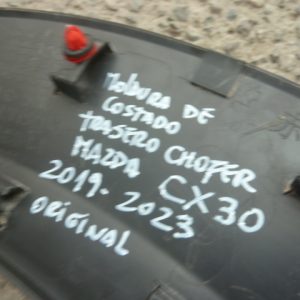 MOLDURA DE
COSTADO
TRASERO CHOFER
MAZDA CX30
2019-2023
ORIGINAL